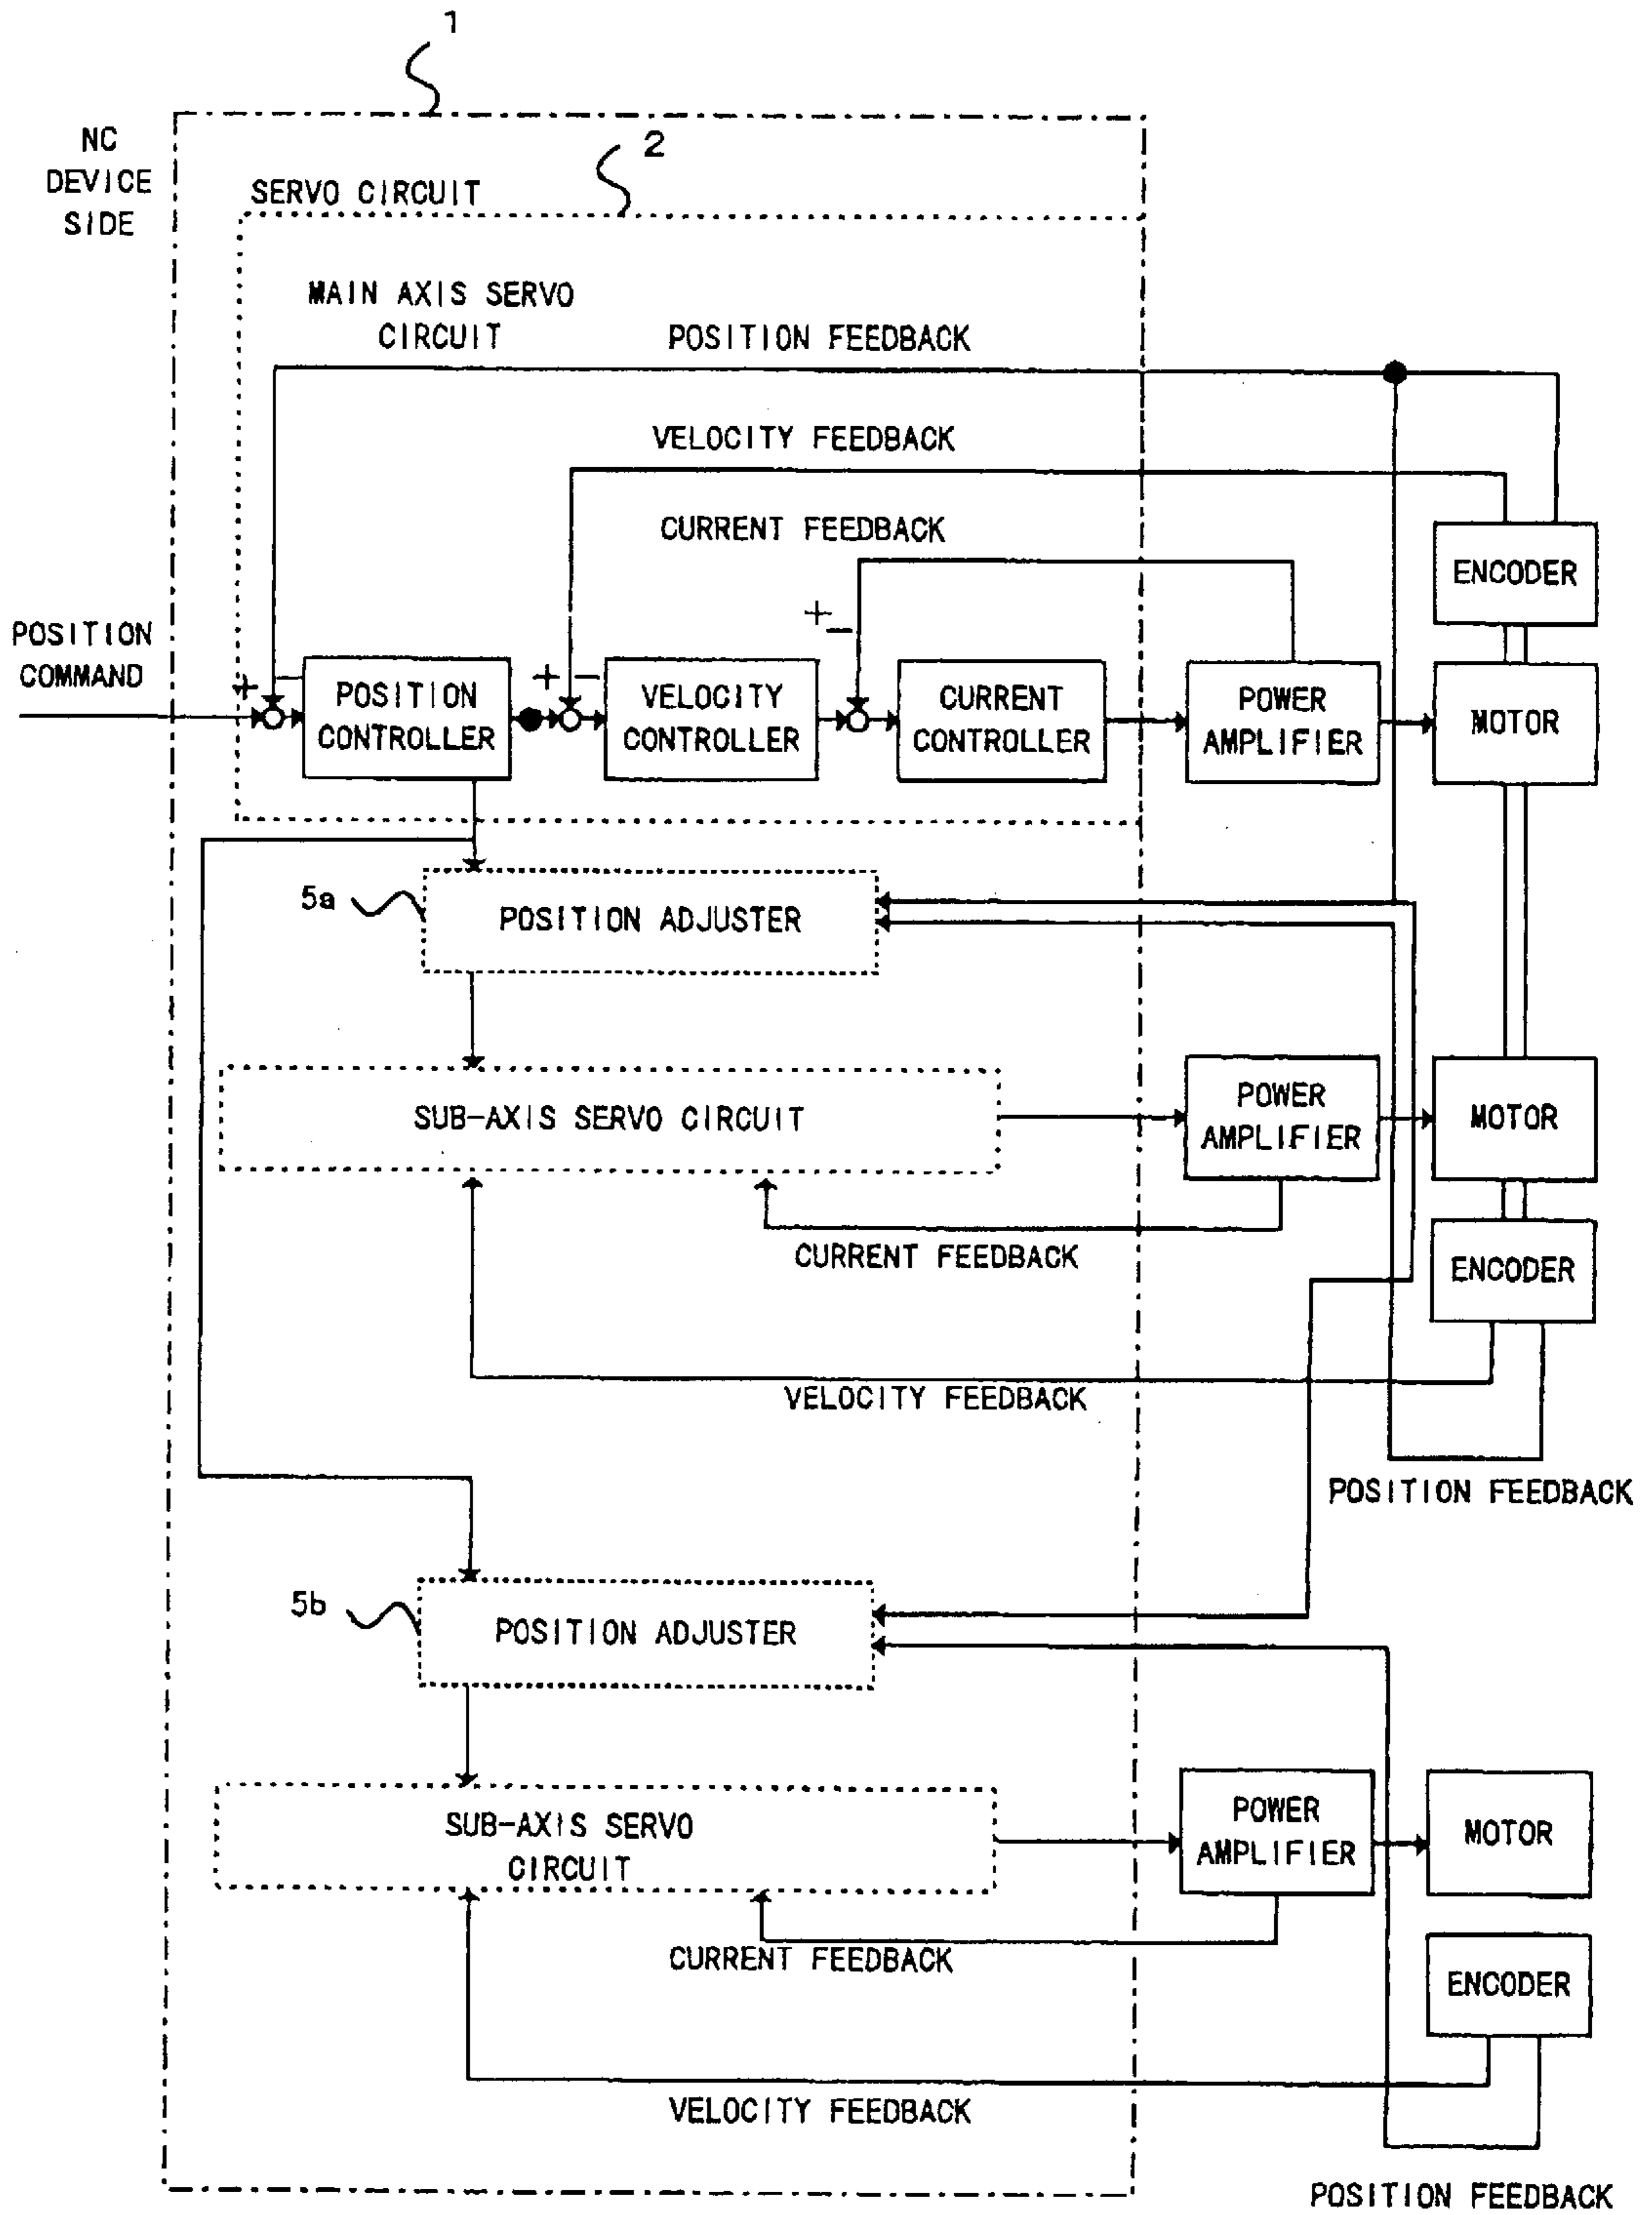 1
NC
DEVICE
SIDE
2
SERVO CIRCUIT
MAIN AXIS SERVO
CIRCUIT
POSITION FEEDBACK
VELOCITY FEEDBACK
CURRENT FEEDBACK
ENCODER
POSITION
COMMAND
+
−
POSITION
CONTROLLER
+
−
VELOCITY
CONTROLLER
+
−
CURRENT
CONTROLLER
POWER
AMPLIFIER
MOTOR
5a
POSITION ADJUSTER
SUB-AXIS SERVO CIRCUIT
POWER
AMPLIFIER
MOTOR
CURRENT FEEDBACK
ENCODER
VELOCITY FEEDBACK
POSITION FEEDBACK
5b
POSITION ADJUSTER
SUB-AXIS SERVO
CIRCUIT
POWER
AMPLIFIER
MOTOR
CURRENT FEEDBACK
ENCODER
VELOCITY FEEDBACK
POSITION FEEDBACK